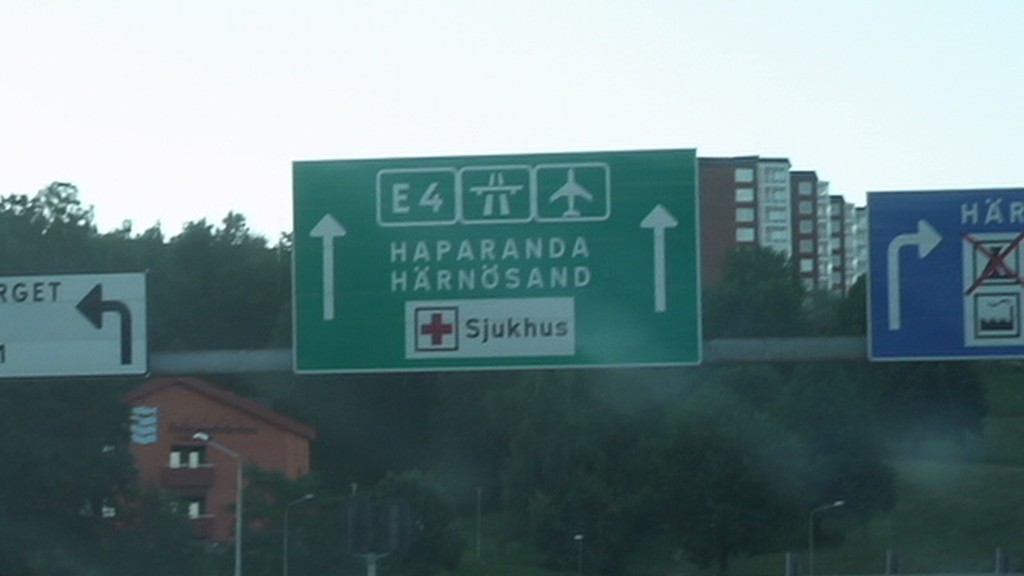 RGET
E4
HAPARANDA
HÄRNÖSAND
Sjukhus
HÄR